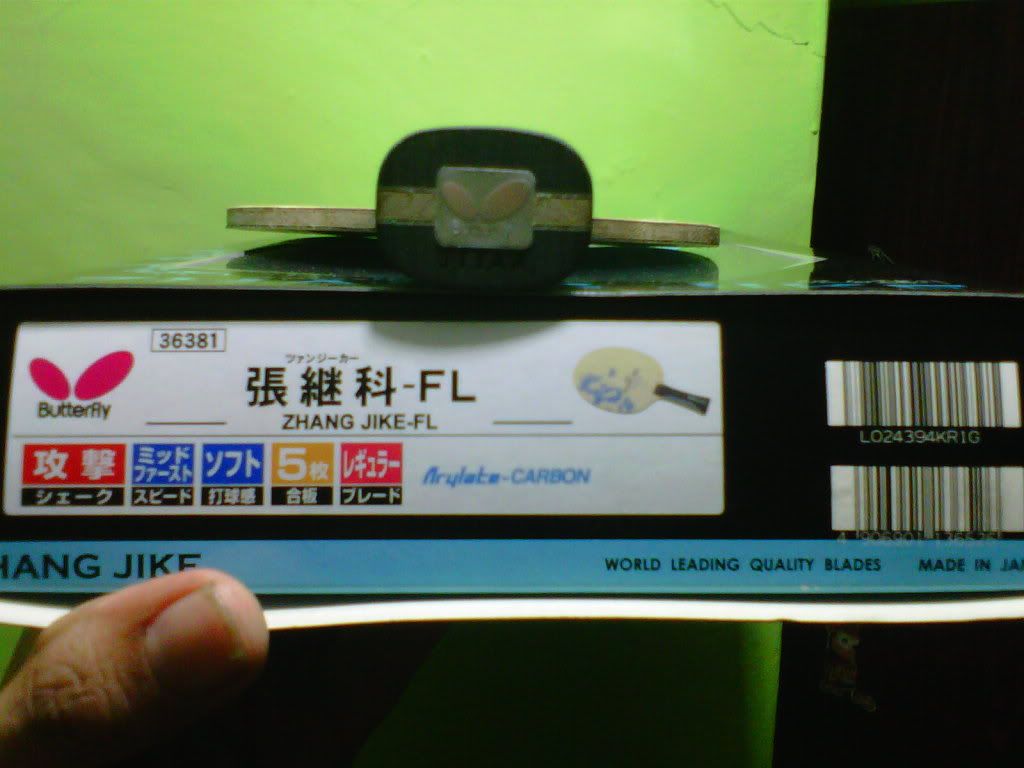 36381
ツァンジーカー
張継科-FL
Butterfly
ZHANG JIKE-FL
攻撃
シェーク
ミッド
ファースト
スピード
ソフト
打球感
5枚
合板
レギュラー
ブレード
Arylate-CARBON
L024394KR1G
HANG JIKE
WORLD LEADING QUALITY BLADES
MADE IN JA